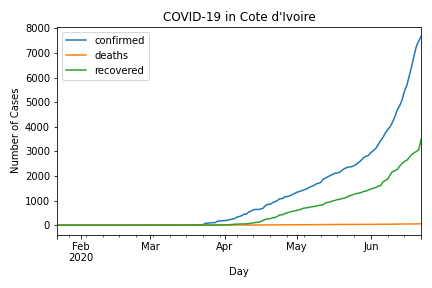 COVID-19 in Cote d'Ivoire
confirmed
deaths
recovered
Number of Cases
8000
7000
6000
5000
4000
3000
2000
1000
0
Feb
2020
Mar
Apr
May
Jun
Day